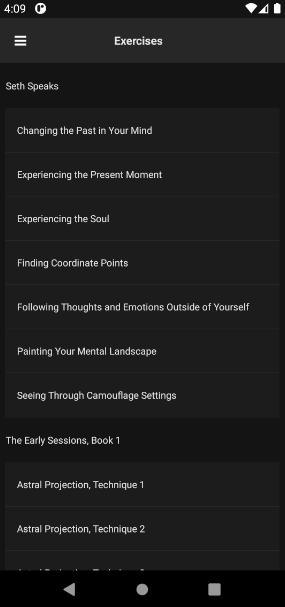 4:09
Exercises
Seth Speaks
Changing the Past in Your Mind
Experiencing the Present Moment
Experiencing the Soul
Finding Coordinate Points
Following Thoughts and Emotions Outside of Yourself
Painting Your Mental Landscape
Seeing Through Camouflage Settings
The Early Sessions, Book 1
Astral Projection, Technique 1
Astral Projection, Technique 2